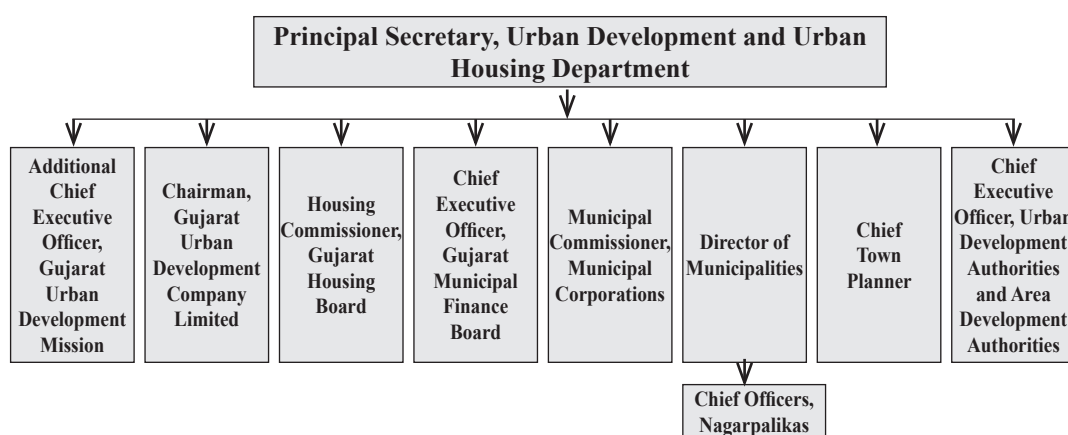 Principal Secretary, Urban Development and Urban
Housing Department
Additional
Chief
Executive
Officer,
Gujarat
Urban
Development
Mission
Chairman,
Gujarat
Urban
Development
Company
Limited
Housing
Commissioner,
Gujarat
Housing
Board
Chief
Executive
Officer,
Gujarat
Municipal
Finance
Board
Municipal
Commissioner,
Municipal
Corporations
Director of
Municipalities
Chief
Town
Planner
Chief
Executive
Officer, Urban
Development
Authorities
and Area
Development
Authorities
Chief Officers,
Nagarpalikas